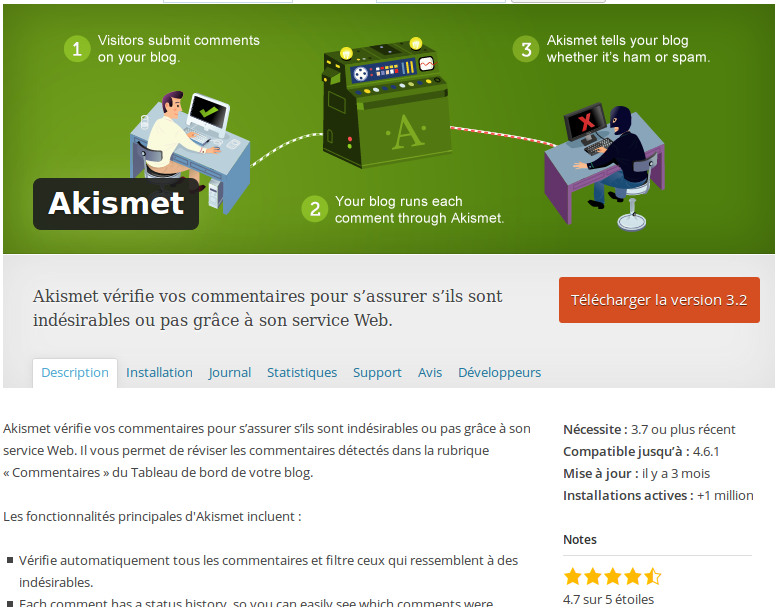 1 Visitors submit comments
on your blog.
3 Akismet tells your blog
whether it's ham or spam.
A
2 Your blog runs each
comment through Akismet.
Akismet
Akismet vérifie vos commentaires pour s’assurer s’ils sont
indésirables ou pas grâce à son service Web.
Télécharger la version 3.2
Description Installation Journal Statistiques Support Avis Développeurs
Akismet vérifie vos commentaires pour s’assurer s’ils sont indésirables ou pas grâce à son
service Web. Il vous permet de réviser les commentaires détectés dans la rubrique
« Commentaires » du Tableau de bord de votre blog.
Les fonctionnalités principales d'Akismet incluent :
Vérifie automatiquement tous les commentaires et filtre ceux qui ressemblent à des
indésirables.
Each comment has a status history, so you can easily see which comments were
Nécessite : 3.7 ou plus récent
Compatible jusqu’à : 4.6.1
Mise à jour : il y a 3 mois
Installations actives : +1 million
Notes
4.7 sur 5 étoiles